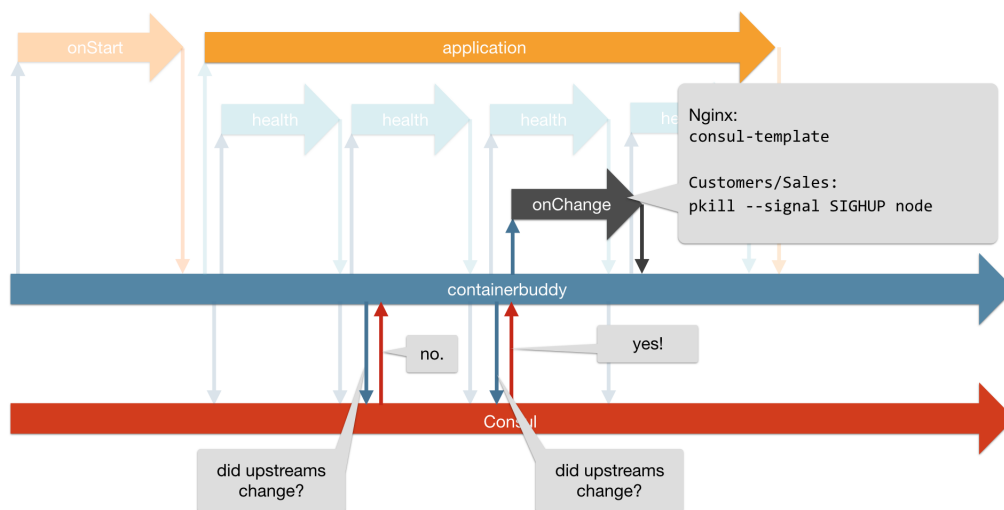 onStart
application
health
health
health
he
Nginx:
consul-template
Customers/Sales:
pkill --signal SIGHUP node
onChange
containerbuddy
no.
yes!
Consul
did upstreams
change?
did upstreams
change?